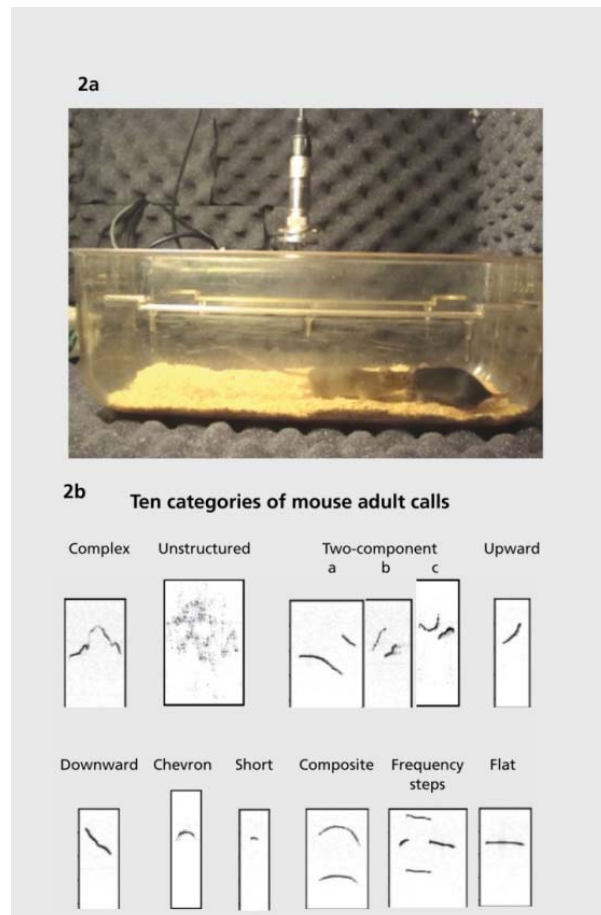 2a
2b
Ten categories of mouse adult calls
Complex Unstructured Two-component Upward
a b c
Downward Chevron Short Composite Frequency Flat
steps